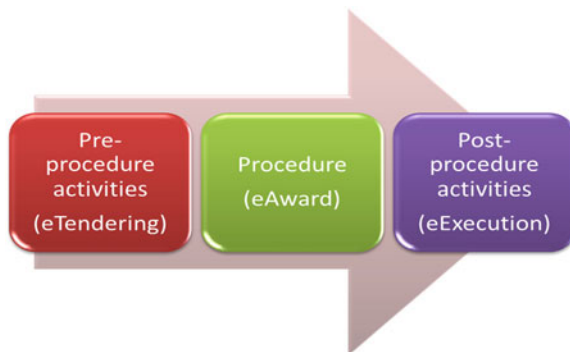 Pre-
procedure
activities
(eTendering)
Procedure
(eAward)
Post-
procedure
activities
(eExecution)